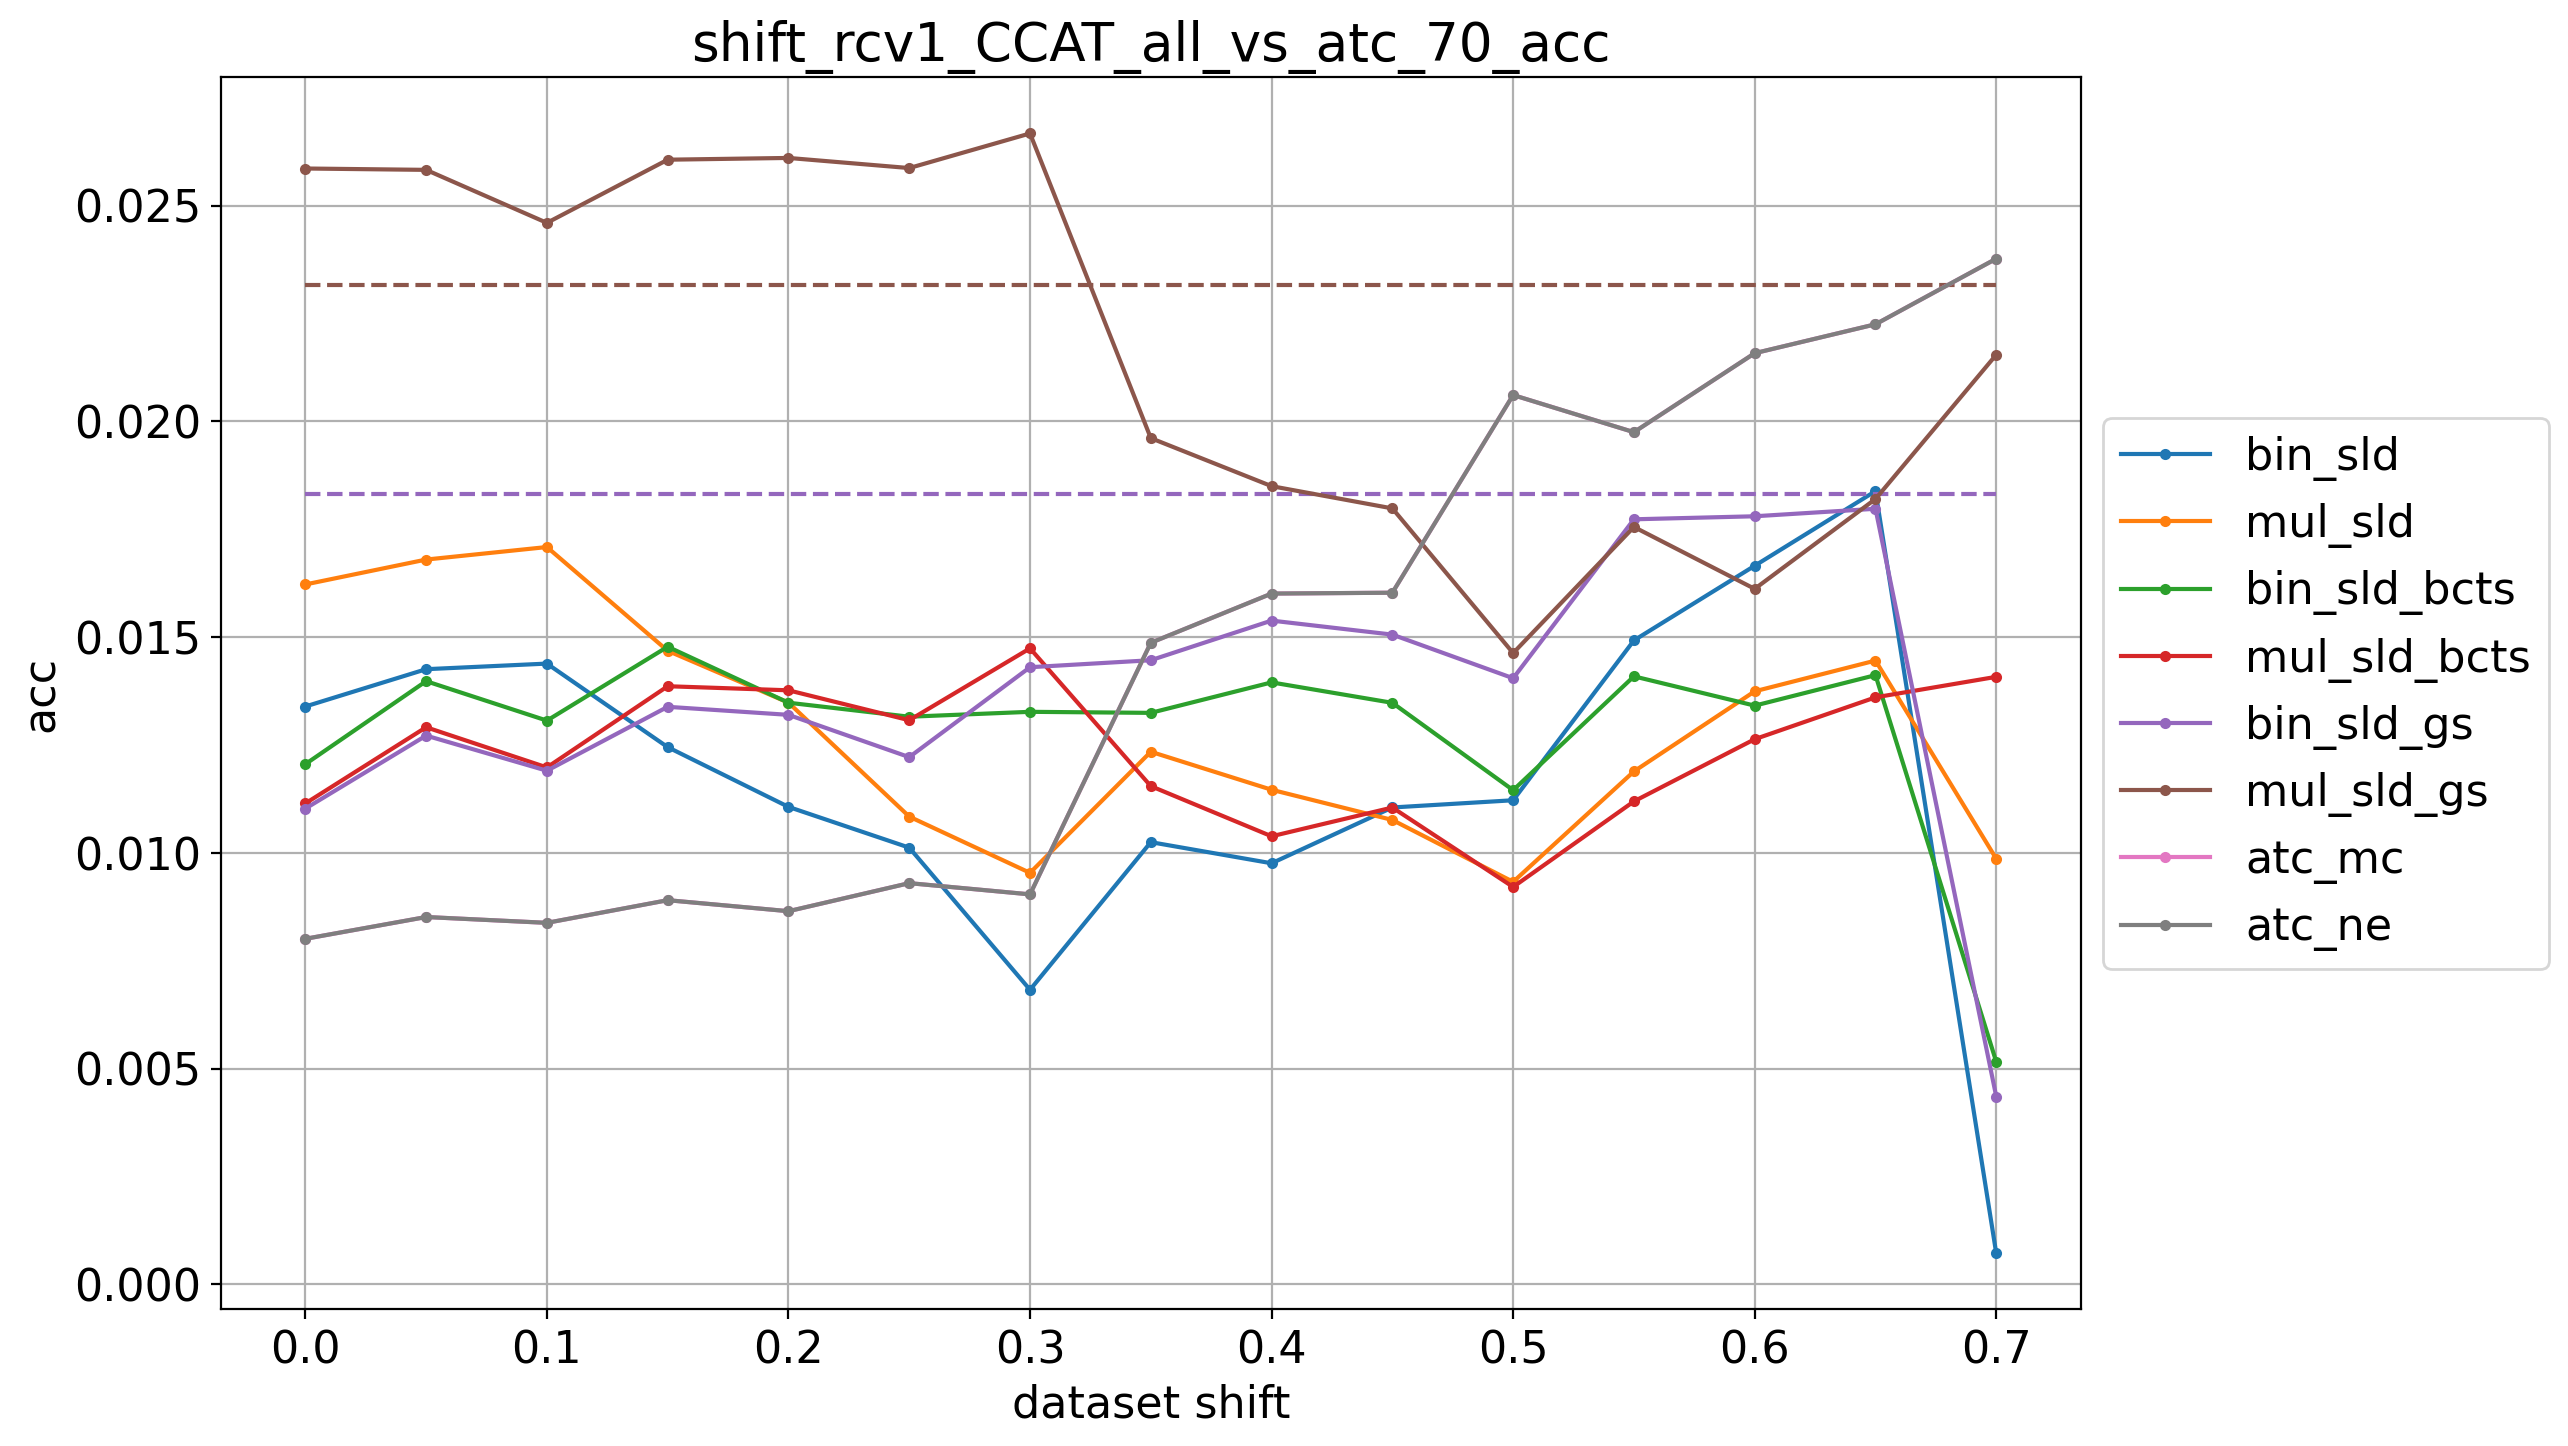 shift_rcv1_CCAT_all_vs_atc_70_acc
acc
0.025
0.020
0.015
0.010
0.005
0.000
0.0 0.1 0.2 0.3 0.4 0.5 0.6 0.7
dataset shift
bin_sld
mul_sld
bin_sld_bcts
mul_sld_bcts
bin_sld_gs
mul_sld_gs
atc_mc
atc_ne